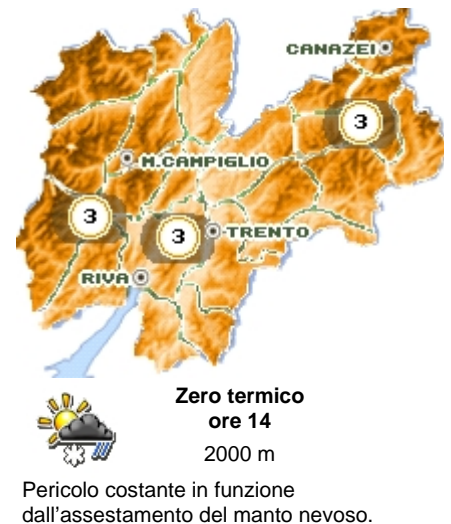 CANAZEI
3
M.CAMPIGLIO
3
3
TRENTO
RIVA
Zero termico
ore 14
2000 m
Pericolo costante in funzione
dall'assestamento del manto nevoso.